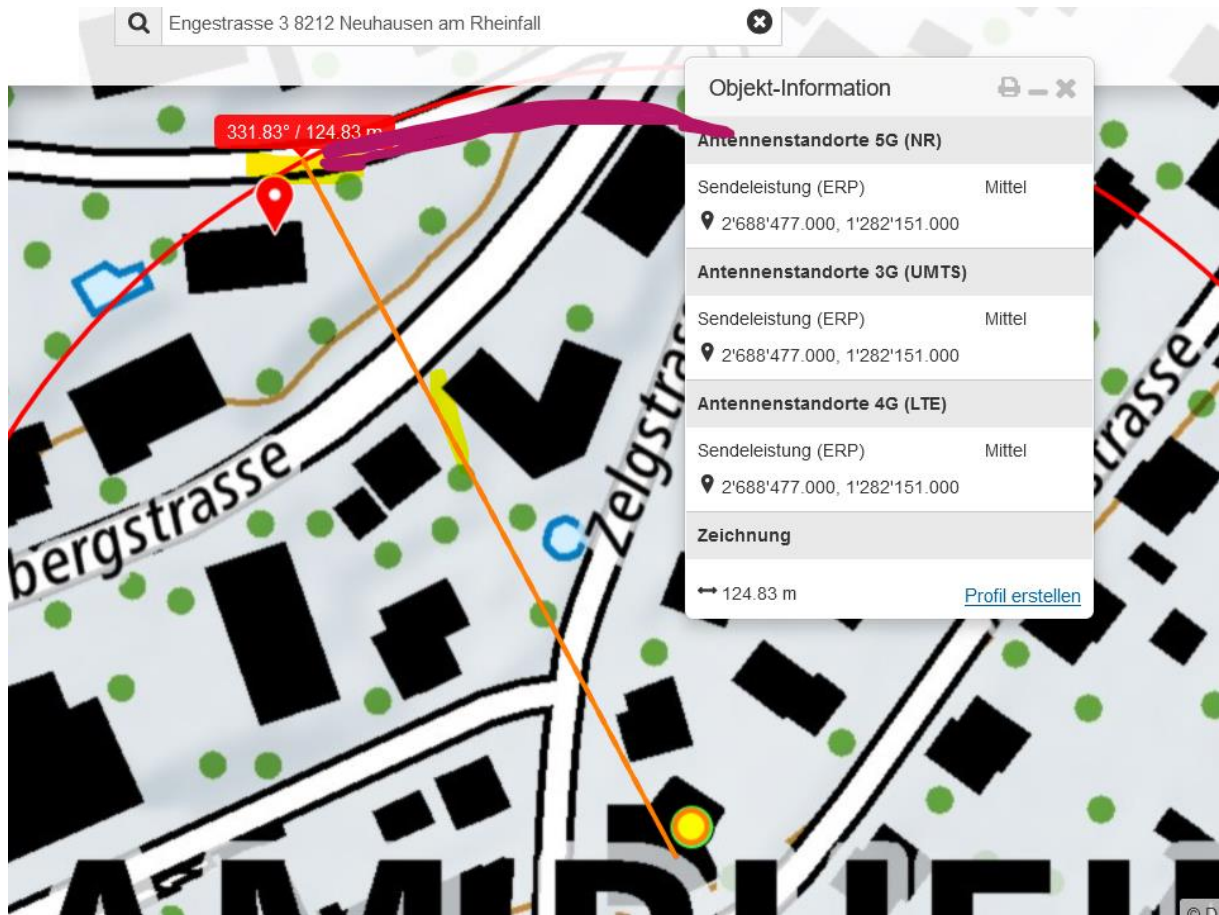 Engestrasse 3 8212 Neuhausen am Rheinfall
Objekt-Information
331.83° / 124.83 m
Antennenstandorte 5G (NR)
Sendeleistung (ERP) Mittel
2'688'477.000, 1'282'151.000
Antennenstandorte 3G (UMTS)
Sendeleistung (ERP) Mittel
2'688'477.000, 1'282'151.000
Antennenstandorte 4G (LTE)
Sendeleistung (ERP) Mittel
2'688'477.000, 1'282'151.000
Zeichnung
124.83 m Profil erstellen
bergstrasse
Zelgstra
strasse